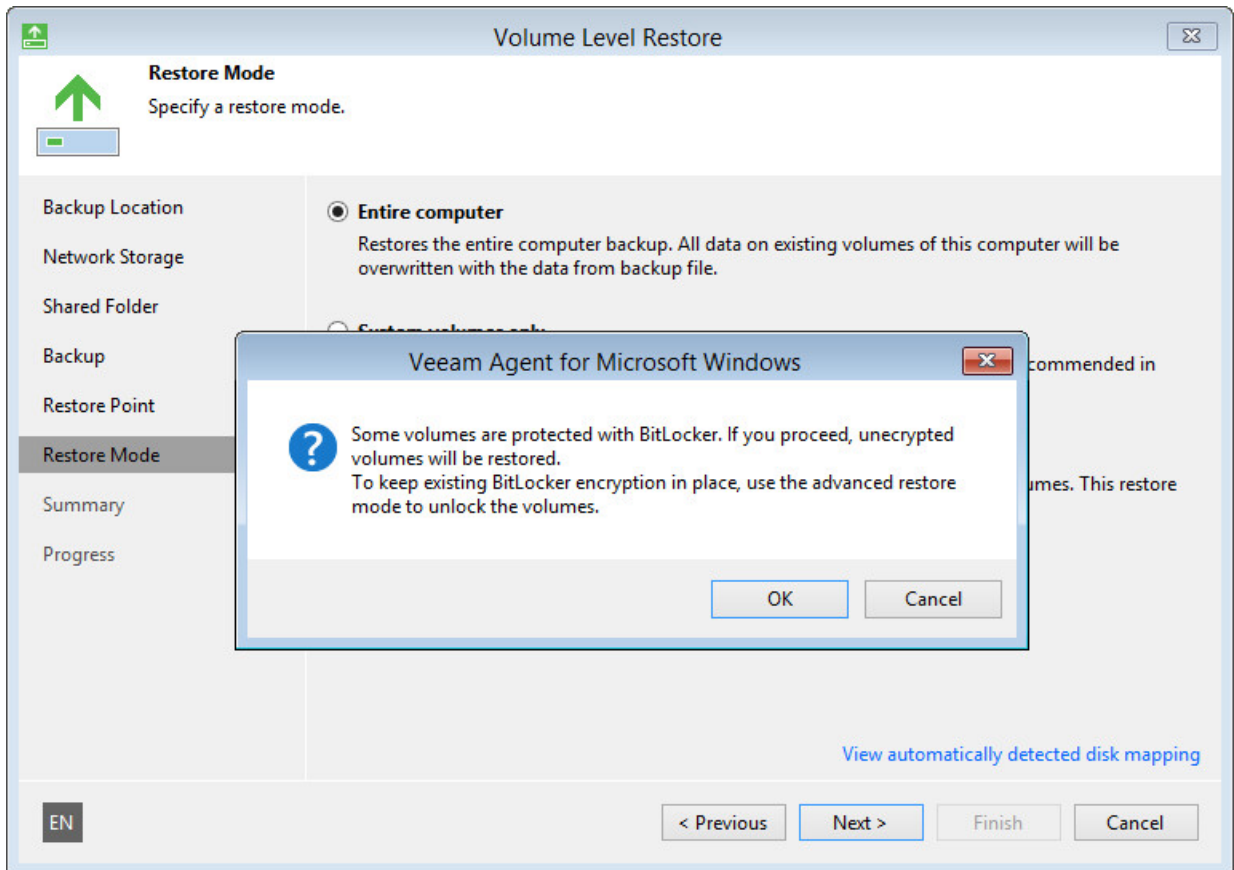 Volume Level Restore
Restore Mode
Specify a restore mode.
Backup Location
Network Storage
Shared Folder
Backup
Restore Point
Restore Mode
Summary
Progress
Entire computer
Restores the entire computer backup. All data on existing volumes of this computer will be
overwritten with the data from backup file.
System volumes only
commended in
umes. This restore
Veeam Agent for Microsoft Windows
Some volumes are protected with BitLocker. If you proceed, unecrypted
volumes will be restored.
To keep existing BitLocker encryption in place, use the advanced restore
mode to unlock the volumes.
OK
Cancel
View automatically detected disk mapping
EN
< Previous
Next >
Finish
Cancel